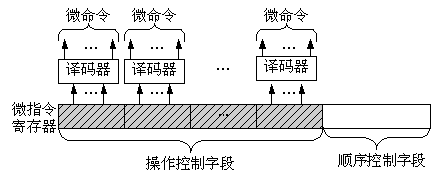 微命令 微命令 微命令
… … …
译码器 译码器 … 译码器
… … …
微指令
寄存器 …
操作控制字段 顺序控制字段